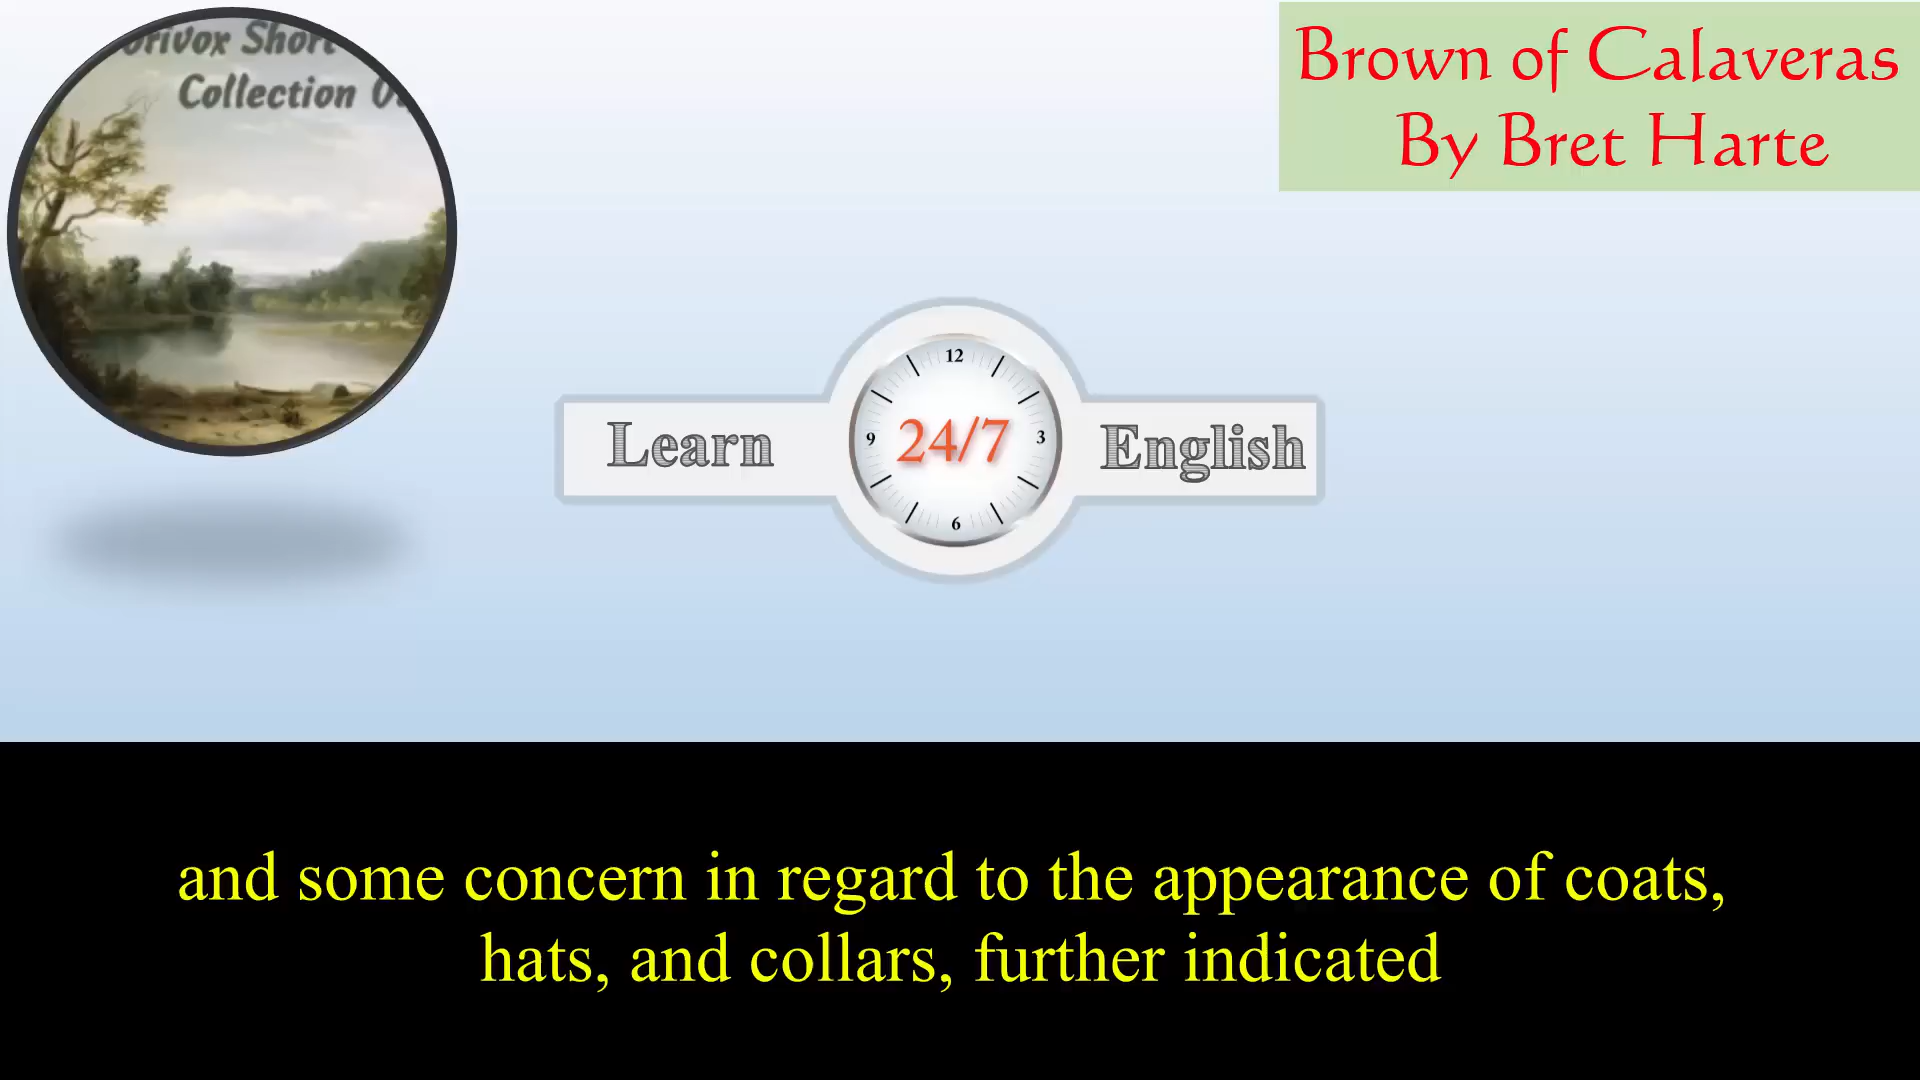 Short
Collection
Brown of Calaveras
By Bret Harte
12
9
3
6
Learn
24/7
English
and some concern in regard to the appearance of coats,
hats, and collars, further indicated